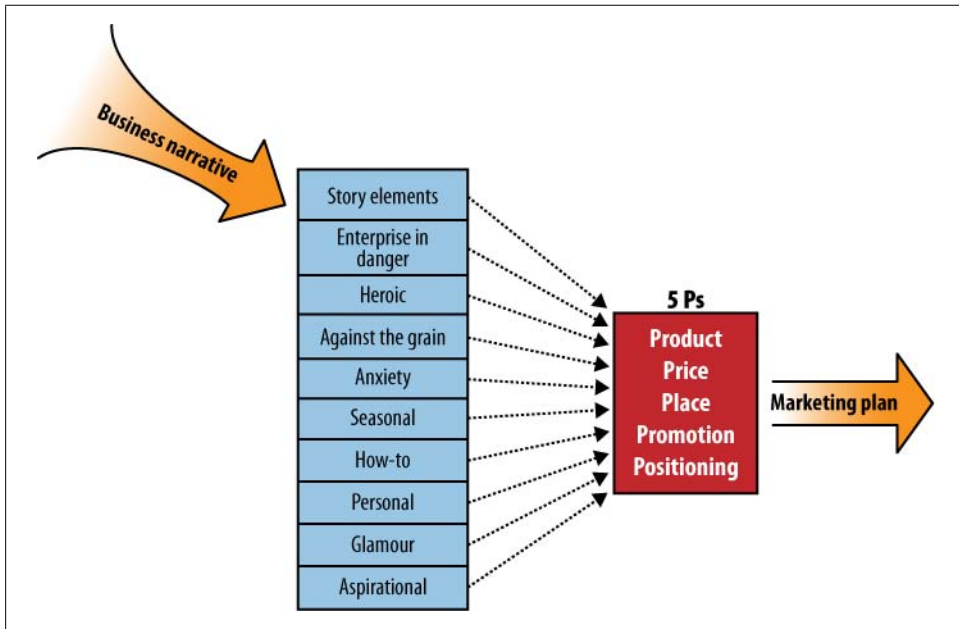 Business narrative
Story elements
Enterprise in
danger
Heroic
Against the grain
Anxiety
Seasonal
How-to
Personal
Glamour
Aspirational
5 Ps
Product
Price
Place
Promotion
Positioning
Marketing plan